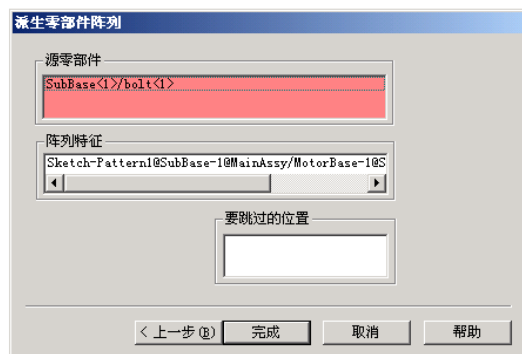 派生零部件阵列
源零部件
SubBase<1>/bolt<1>
阵列特征
Sketch-Pattern1@SubBase-1@MainAssy/MotorBase-1@S
要跳过的位置
< 上一步(B) 完成 取消 帮助